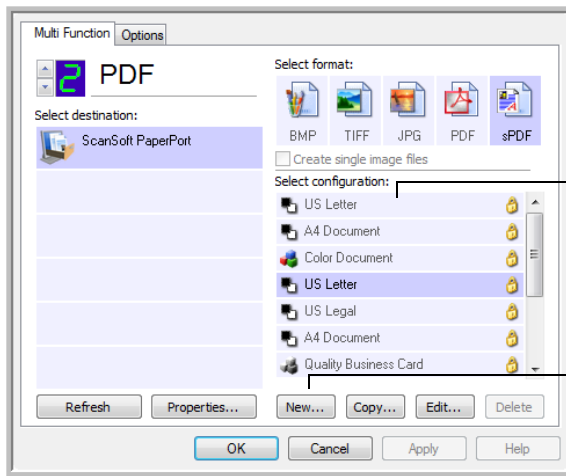 Multi Function Options
2 PDF
Select destination:
ScanSoft PaperPort
Refresh Properties...
Select format:
BMP TIFF JPG PDF sPDF
Create single image files
Select configuration:
US Letter
A4 Document
Color Document
US Letter
US Legal
A4 Document
Quality Business Card
New... Copy... Edit... Delete
OK Cancel Apply Help